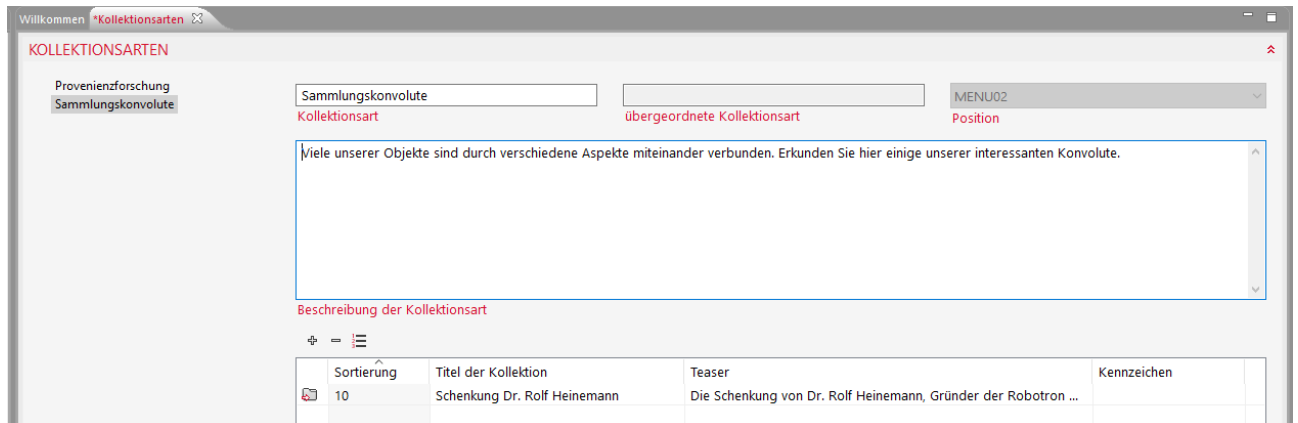 Willkommen *Kollektionsarten
KOLLEKTIONSARTEN
Provenienzforschung
Sammlungskonvolute
Sammlungskonvolute MENU02
Kollektionsart übergeordnete Kollektionsart Position
Viele unserer Objekte sind durch verschiedene Aspekte miteinander verbunden. Erkunden Sie hier einige unserer interessanten Konvolute.
Beschreibung der Kollektionsart
Sortierung Titel der Kollektion Teaser Kennzeichen
10 Schenkung Dr. Rolf Heinemann Die Schenkung von Dr. Rolf Heinemann, Gründer der Robotron ...